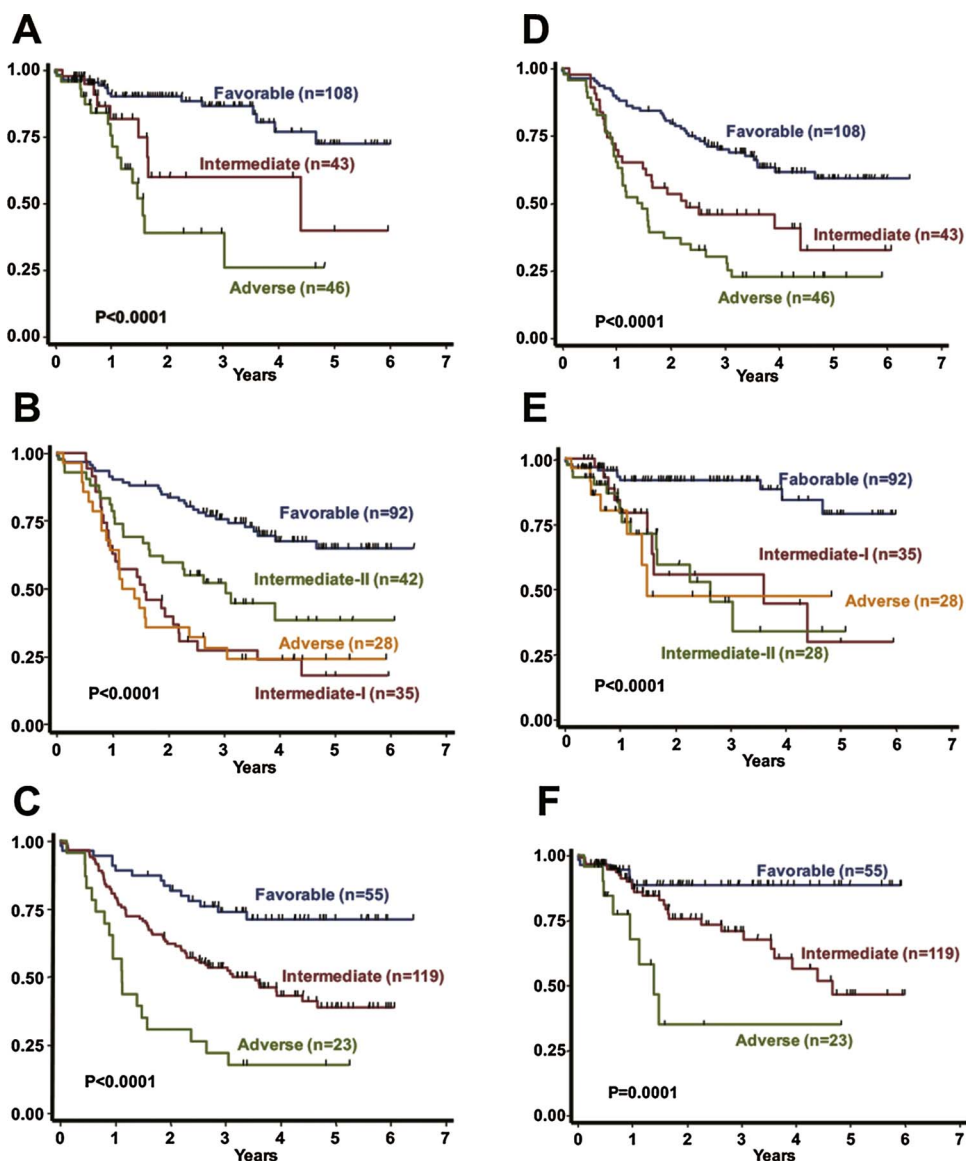 A
1.00
0.75
0.50
0.25
0.00
Favorable (n=108)
Intermediate (n=43)
Adverse (n=46)
P<0.0001
0 1 2 3 4 5 6 7
Years
D
1.00
0.75
0.50
0.25
0.00
Favorable (n=108)
Intermediate (n=43)
Adverse (n=46)
P<0.0001
0 1 2 3 4 5 6 7
Years
B
1.00
0.75
0.50
0.25
0.00
Favorable (n=92)
Intermediate-II (n=42)
Adverse (n=28)
Intermediate-I (n=35)
P<0.0001
0 1 2 3 4 5 6 7
Years
E
1.00
0.75
0.50
0.25
0.00
Faborable (n=92)
Intermediate-I (n=35)
Adverse (n=28)
Intermediate-II (n=28)
P<0.0001
0 1 2 3 4 5 6 7
Years
C
1.00
0.75
0.50
0.25
0.00
Favorable (n=55)
Intermediate (n=119)
Adverse (n=23)
P<0.0001
0 1 2 3 4 5 6 7
Years
F
1.00
0.75
0.50
0.25
0.00
Favorable (n=55)
Intermediate (n=119)
Adverse (n=23)
P=0.0001
0 1 2 3 4 5 6 7
Years